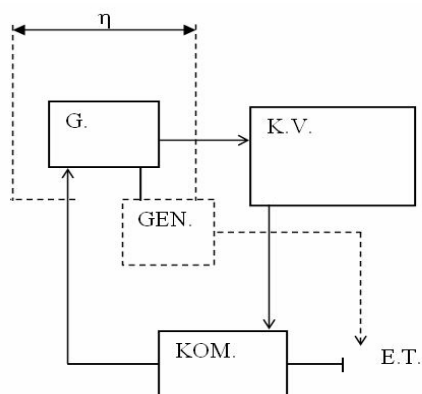 η
G.
K.V.
GEN.
KOM.
E.T.